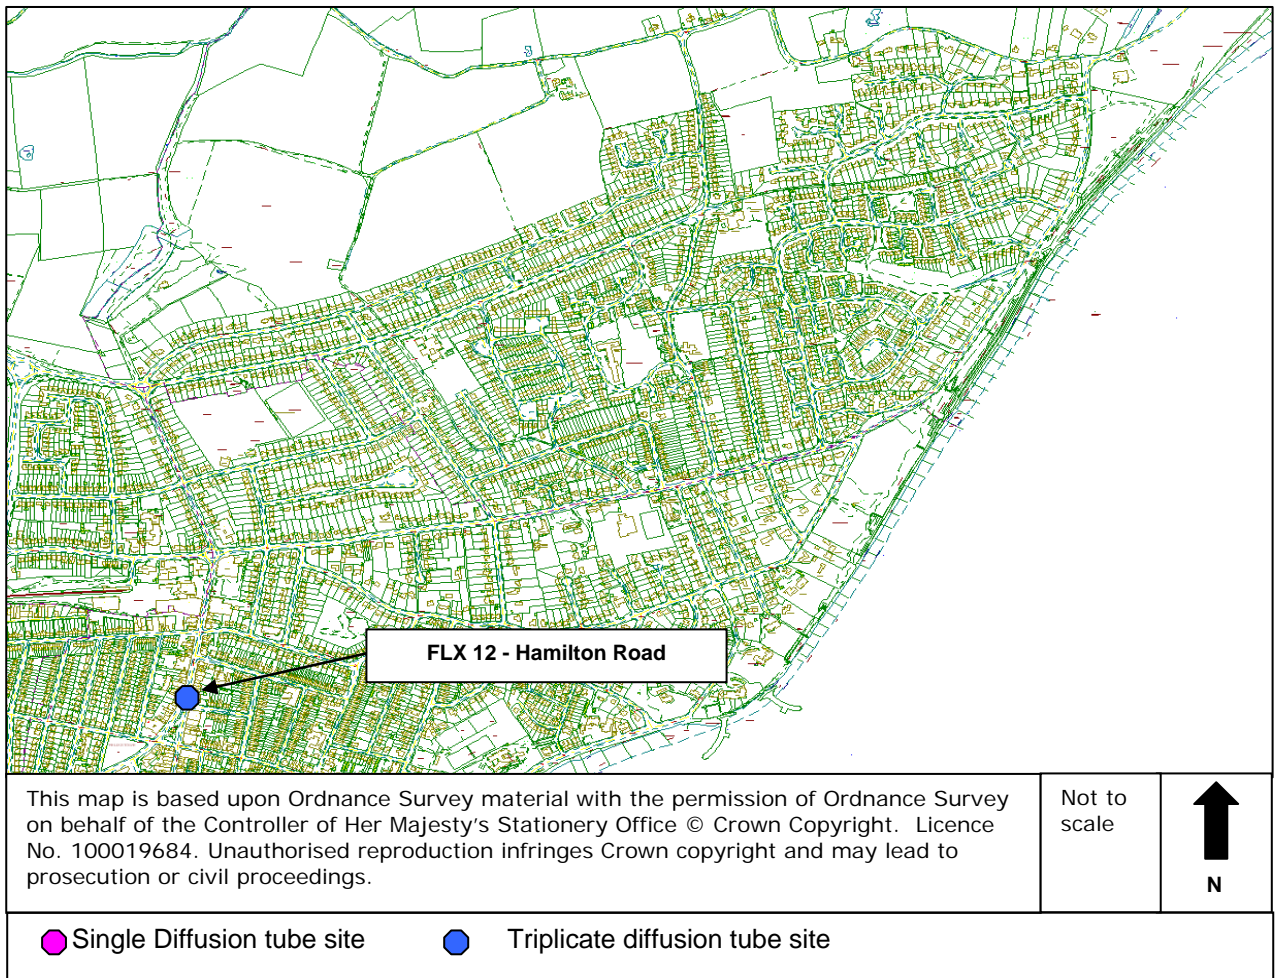 FLX 12 - Hamilton Road
This map is based upon Ordnance Survey material with the permission of Ordnance Survey
on behalf of the Controller of Her Majesty's Stationery Office © Crown Copyright. Licence
No. 100019684. Unauthorised reproduction infringes Crown copyright and may lead to
prosecution or civil proceedings.
Not to
scale
N
Single Diffusion tube site
Triplicate diffusion tube site